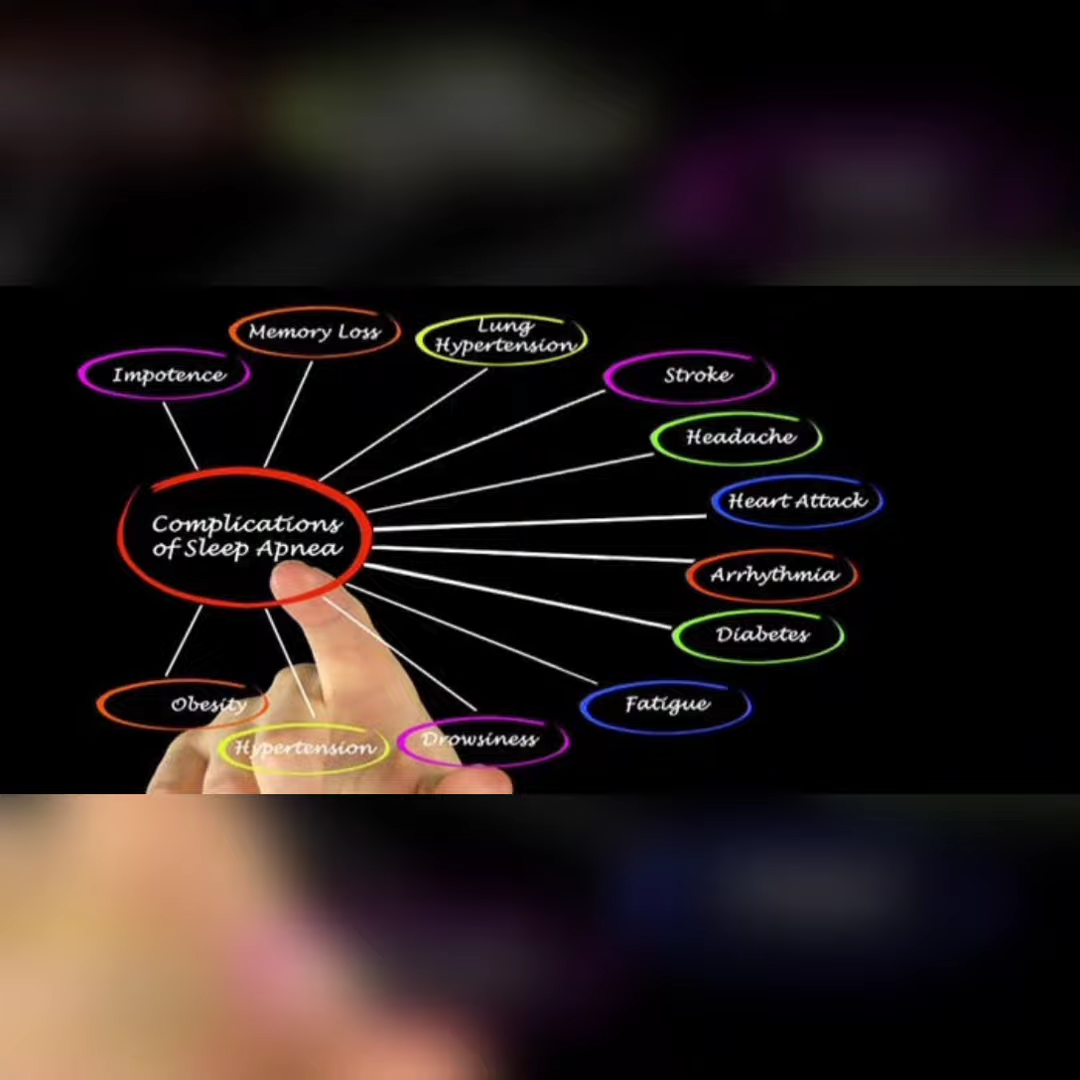 Memory Loss
Lung
Hypertension
Impotence
Stroke
Headache
Heart Attack
Complications
of Sleep Apnea
Arrhythmia
Diabetes
Obesity
Fatigue
Hypertension
Drowsiness